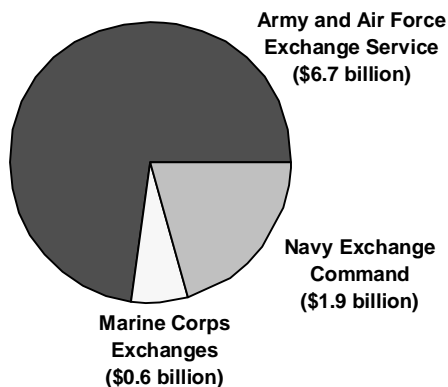 Army and Air Force
Exchange Service
($6.7 billion)
Navy Exchange
Command
($1.9 billion)
Marine Corps
Exchanges
($0.6 billion)